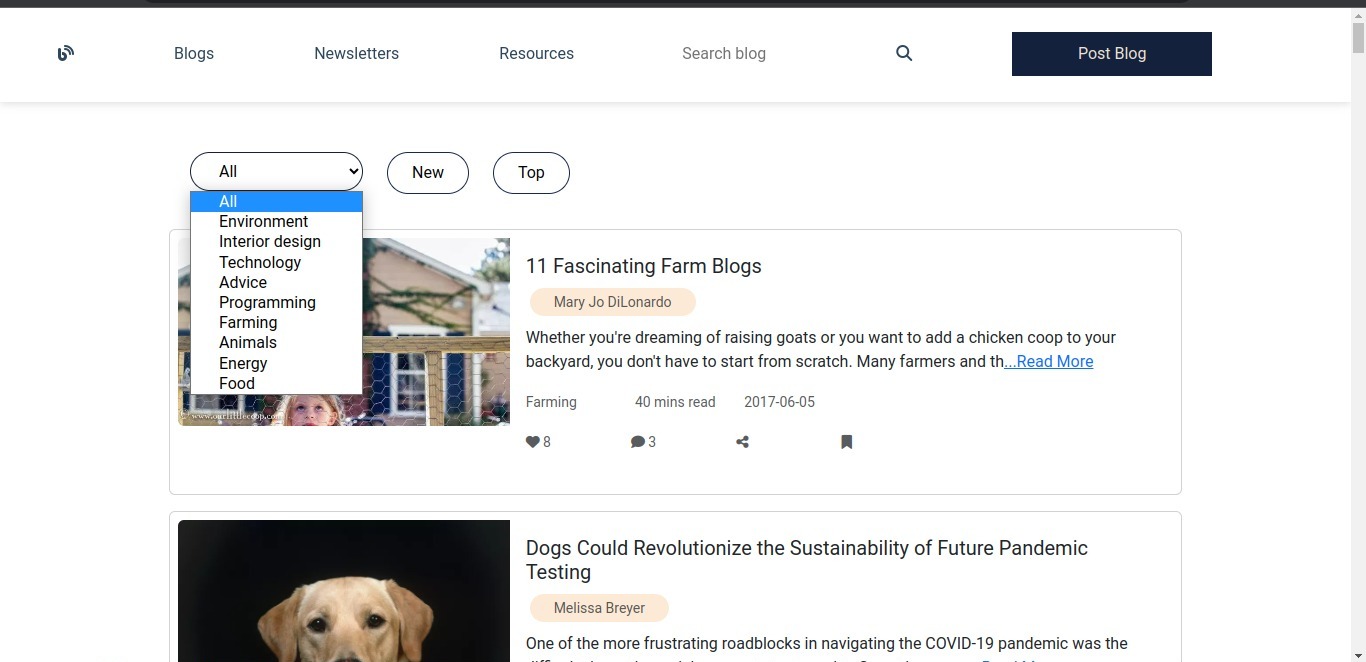 Blogs Newsletters Resources Search blog Post Blog
All New Top
All
Environment
Interior design
Technology
Advice
Programming
Farming
Animals
Energy
Food
© www.ourlittlecoop.com
11 Fascinating Farm Blogs
Mary Jo DiLonardo
Whether you're dreaming of raising goats or you want to add a chicken coop to your
backyard, you don't have to start from scratch. Many farmers and th...Read More
Farming 40 mins read 2017-06-05
8 3
Dogs Could Revolutionize the Sustainability of Future Pandemic
Testing
Melissa Breyer
One of the more frustrating roadblocks in navigating the COVID-19 pandemic was the